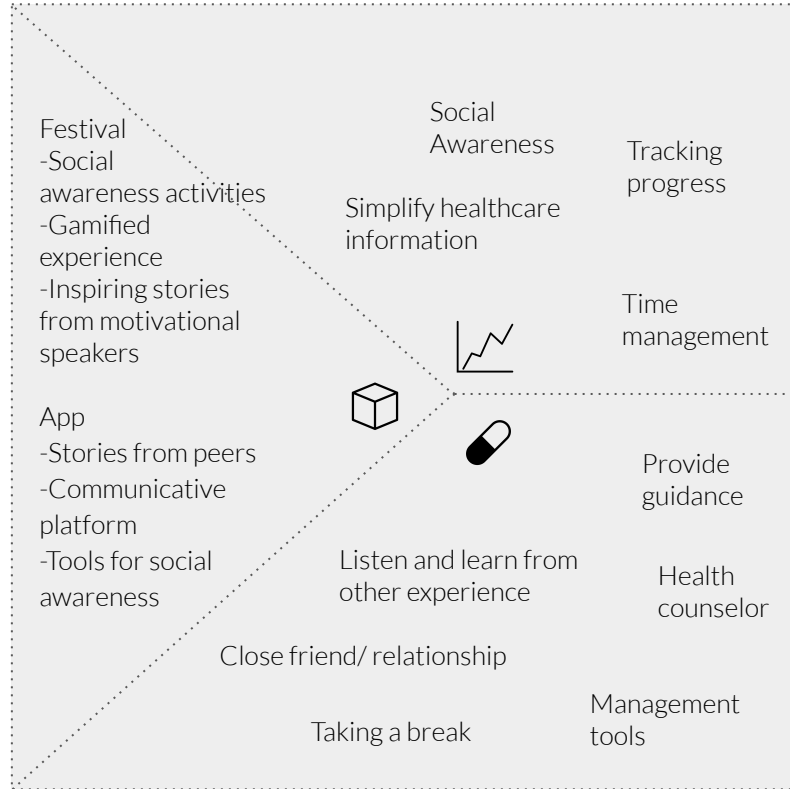 Festival
-Social
awareness activities
-Gamified
experience
-Inspiring stories
from motivational
speakers
App
-Stories from peers
-Communicative
platform
-Tools for social
awareness
Social
Awareness
Tracking
progress
Simplify healthcare
information
Time
management
Provide
guidance
Listen and learn from
other experience
Health
counselor
Close friend/ relationship
Management
tools
Taking a break